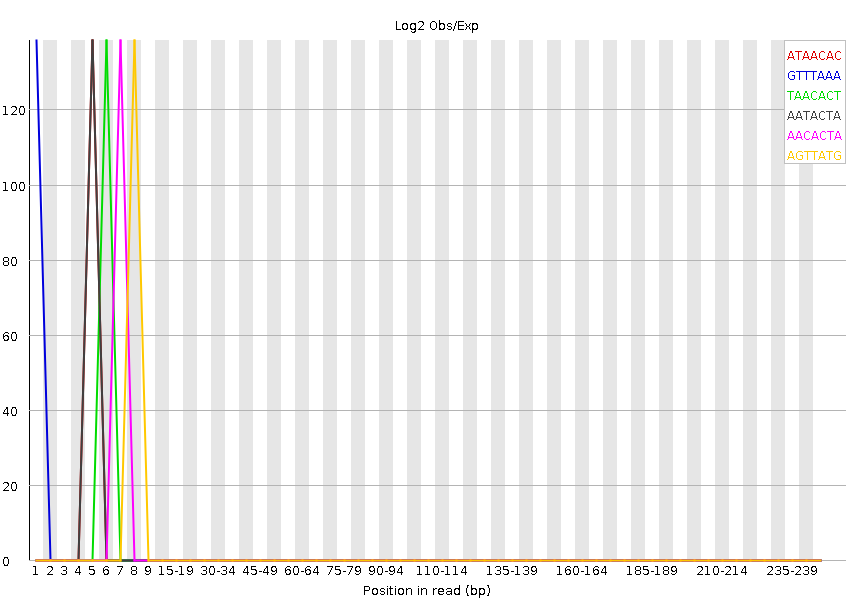 Log2 Obs/Exp
ATAACAC
GTTTAAA
TAACACT
AATACTA
AACACTA
AGTTATG
120
100
80
60
40
20
0
1 2 3 4 5 6 7 8 9 15-19 30-34 45-49 60-64 75-79 90-94 110-114 135-139 160-164 185-189 210-214 235-239
Position in read (bp)